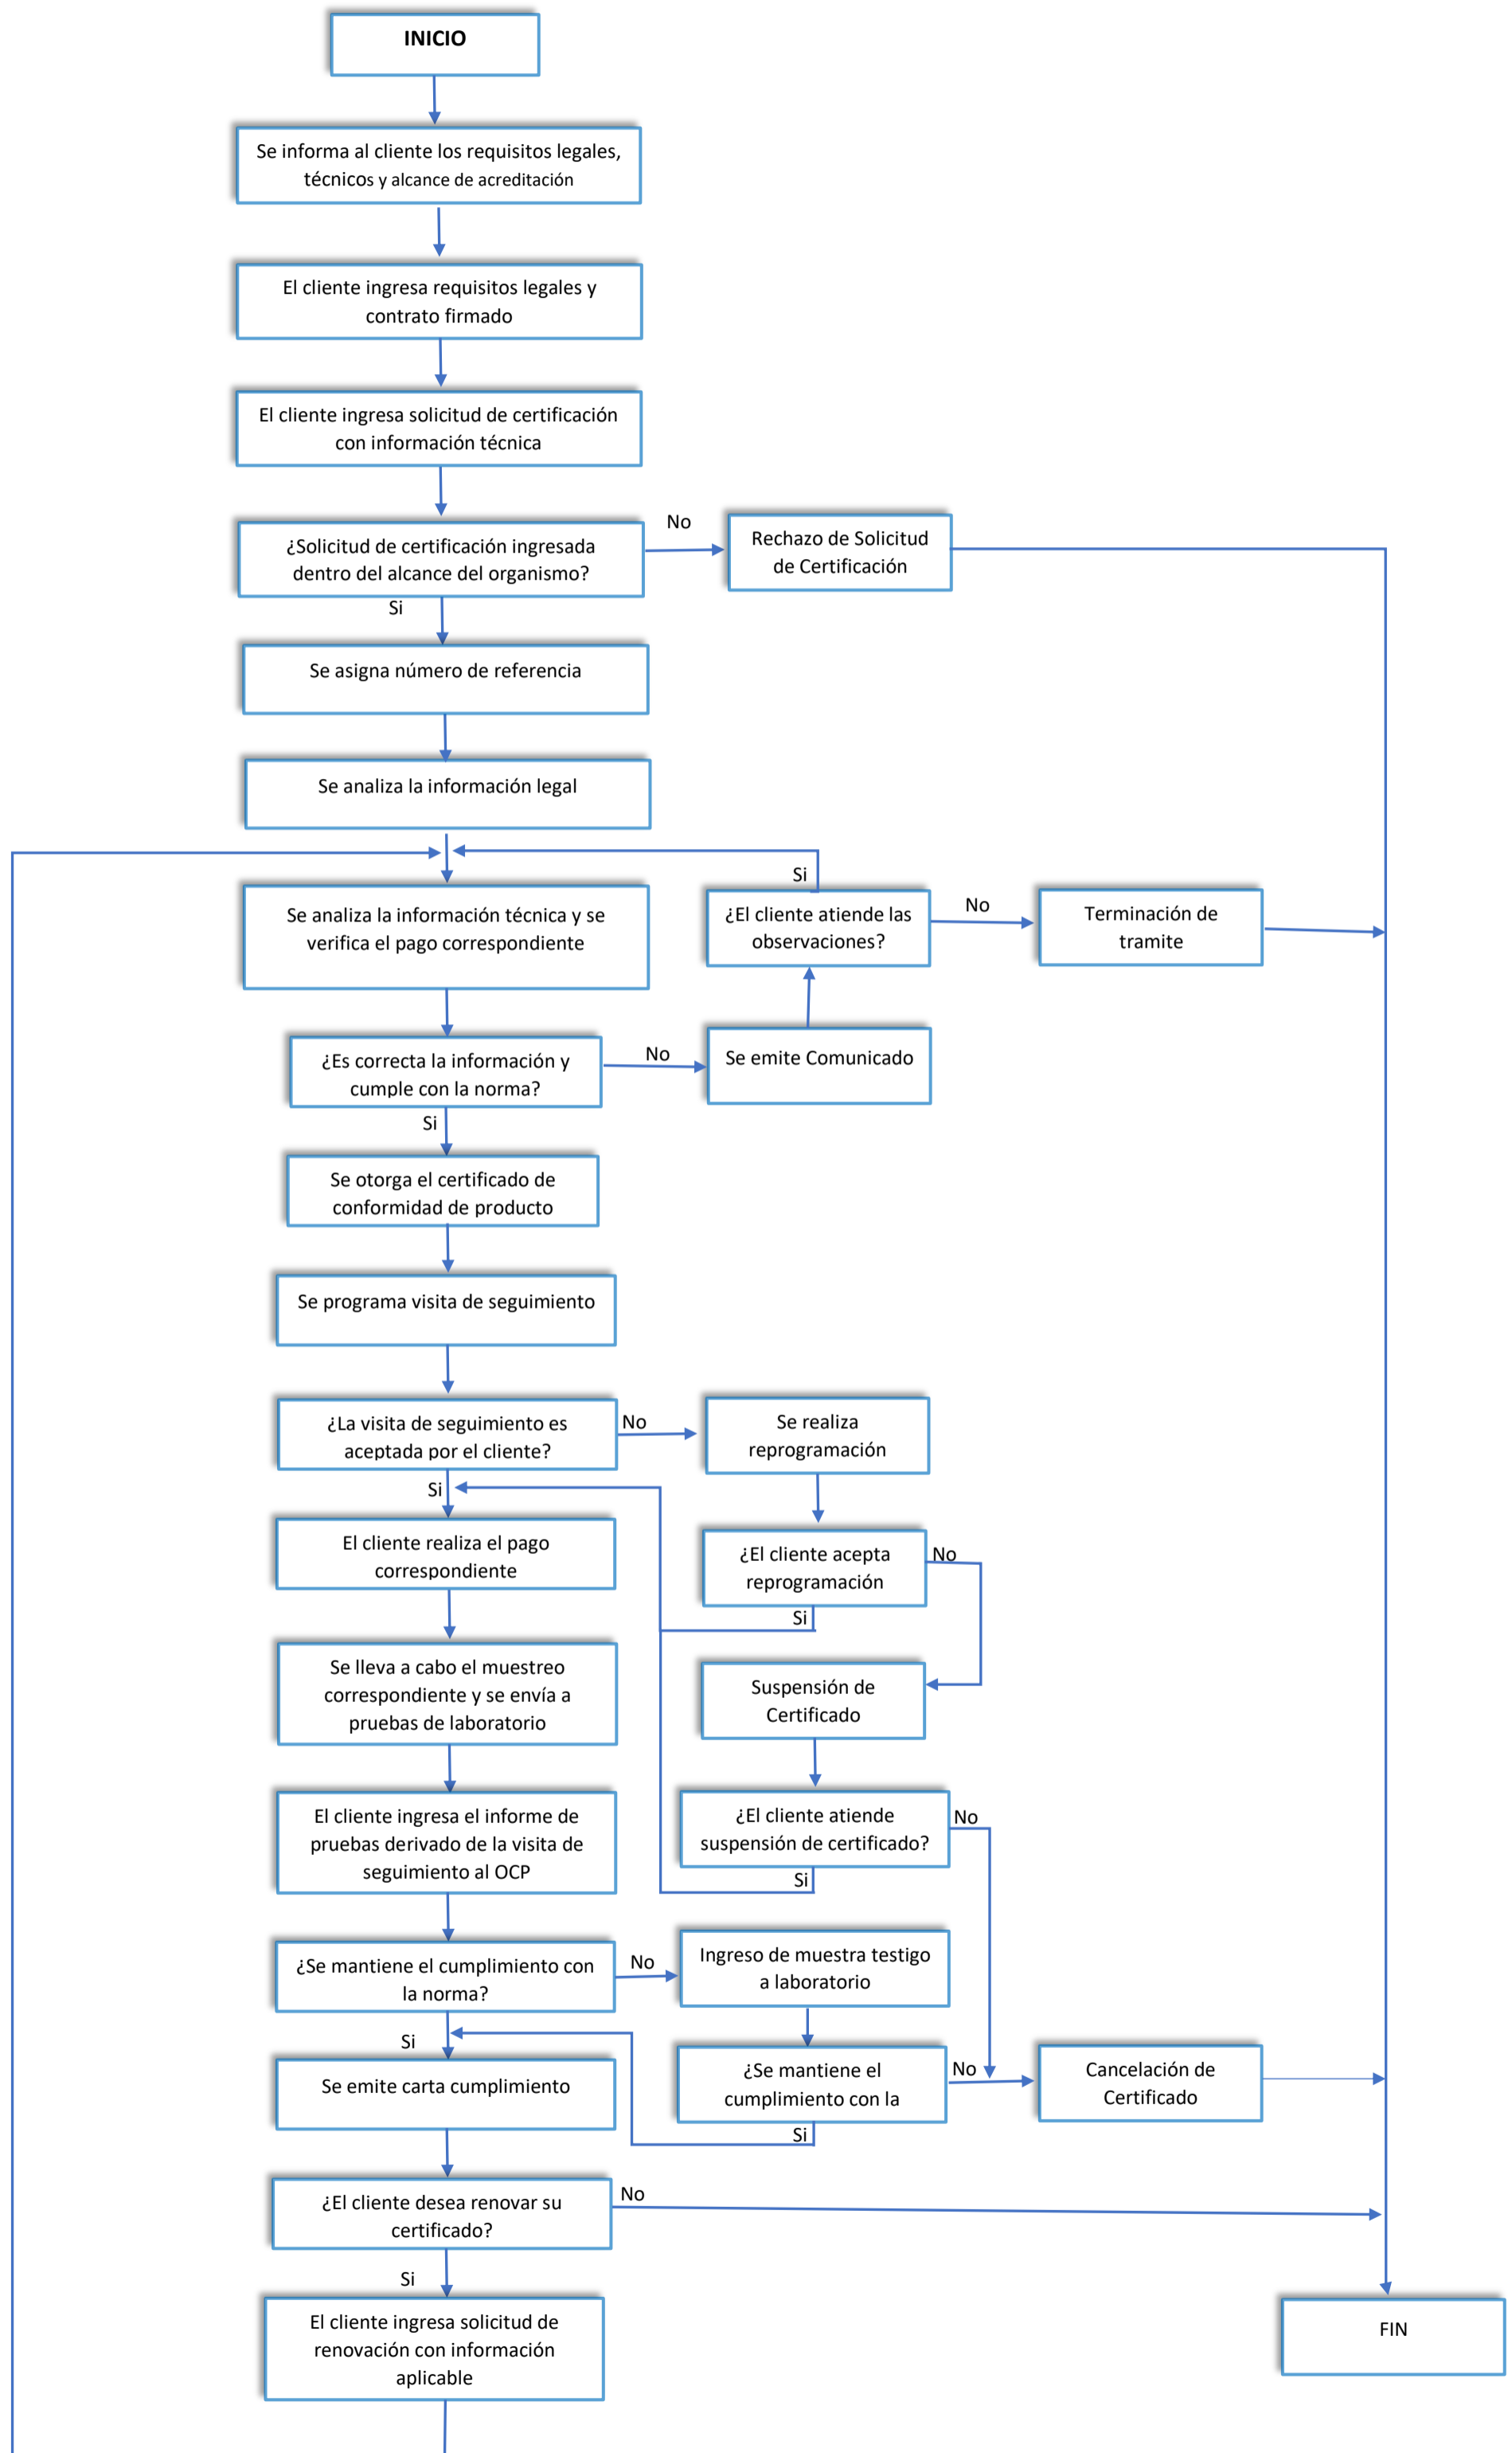 INICIO
Se informa al cliente los requisitos legales,
técnicos y alcance de acreditación
El cliente ingresa requisitos legales y
contrato firmado
El cliente ingresa solicitud de certificación
con información técnica
¿Solicitud de certificación ingresada
dentro del alcance del organismo?
No
Rechazo de Solicitud
de Certificación
Si
Se asigna número de referencia
Se analiza la información legal
Se analiza la información técnica y se
verifica el pago correspondiente
Si
¿El cliente atiende las
observaciones?
No
Terminación de
tramite
¿Es correcta la información y
cumple con la norma?
No
Se emite Comunicado
Si
Se otorga el certificado de
conformidad de producto
Se programa visita de seguimiento
¿La visita de seguimiento es
aceptada por el cliente?
No
Se realiza
reprogramación
Si
El cliente realiza el pago
correspondiente
¿El cliente acepta
reprogramación
No
Si
Se lleva a cabo el muestreo
correspondiente y se envía a
pruebas de laboratorio
Suspensión de
Certificado
El cliente ingresa el informe de
pruebas derivado de la visita de
seguimiento al OCP
¿El cliente atiende
suspensión de certificado?
No
Si
¿Se mantiene el cumplimiento con
la norma?
No
Ingreso de muestra testigo
a laboratorio
Si
Se emite carta cumplimiento
¿Se mantiene el
cumplimiento con la
No
Cancelación de
Certificado
Si
¿El cliente desea renovar su
certificado?
No
Si
El cliente ingresa solicitud de
renovación con información
aplicable
FIN